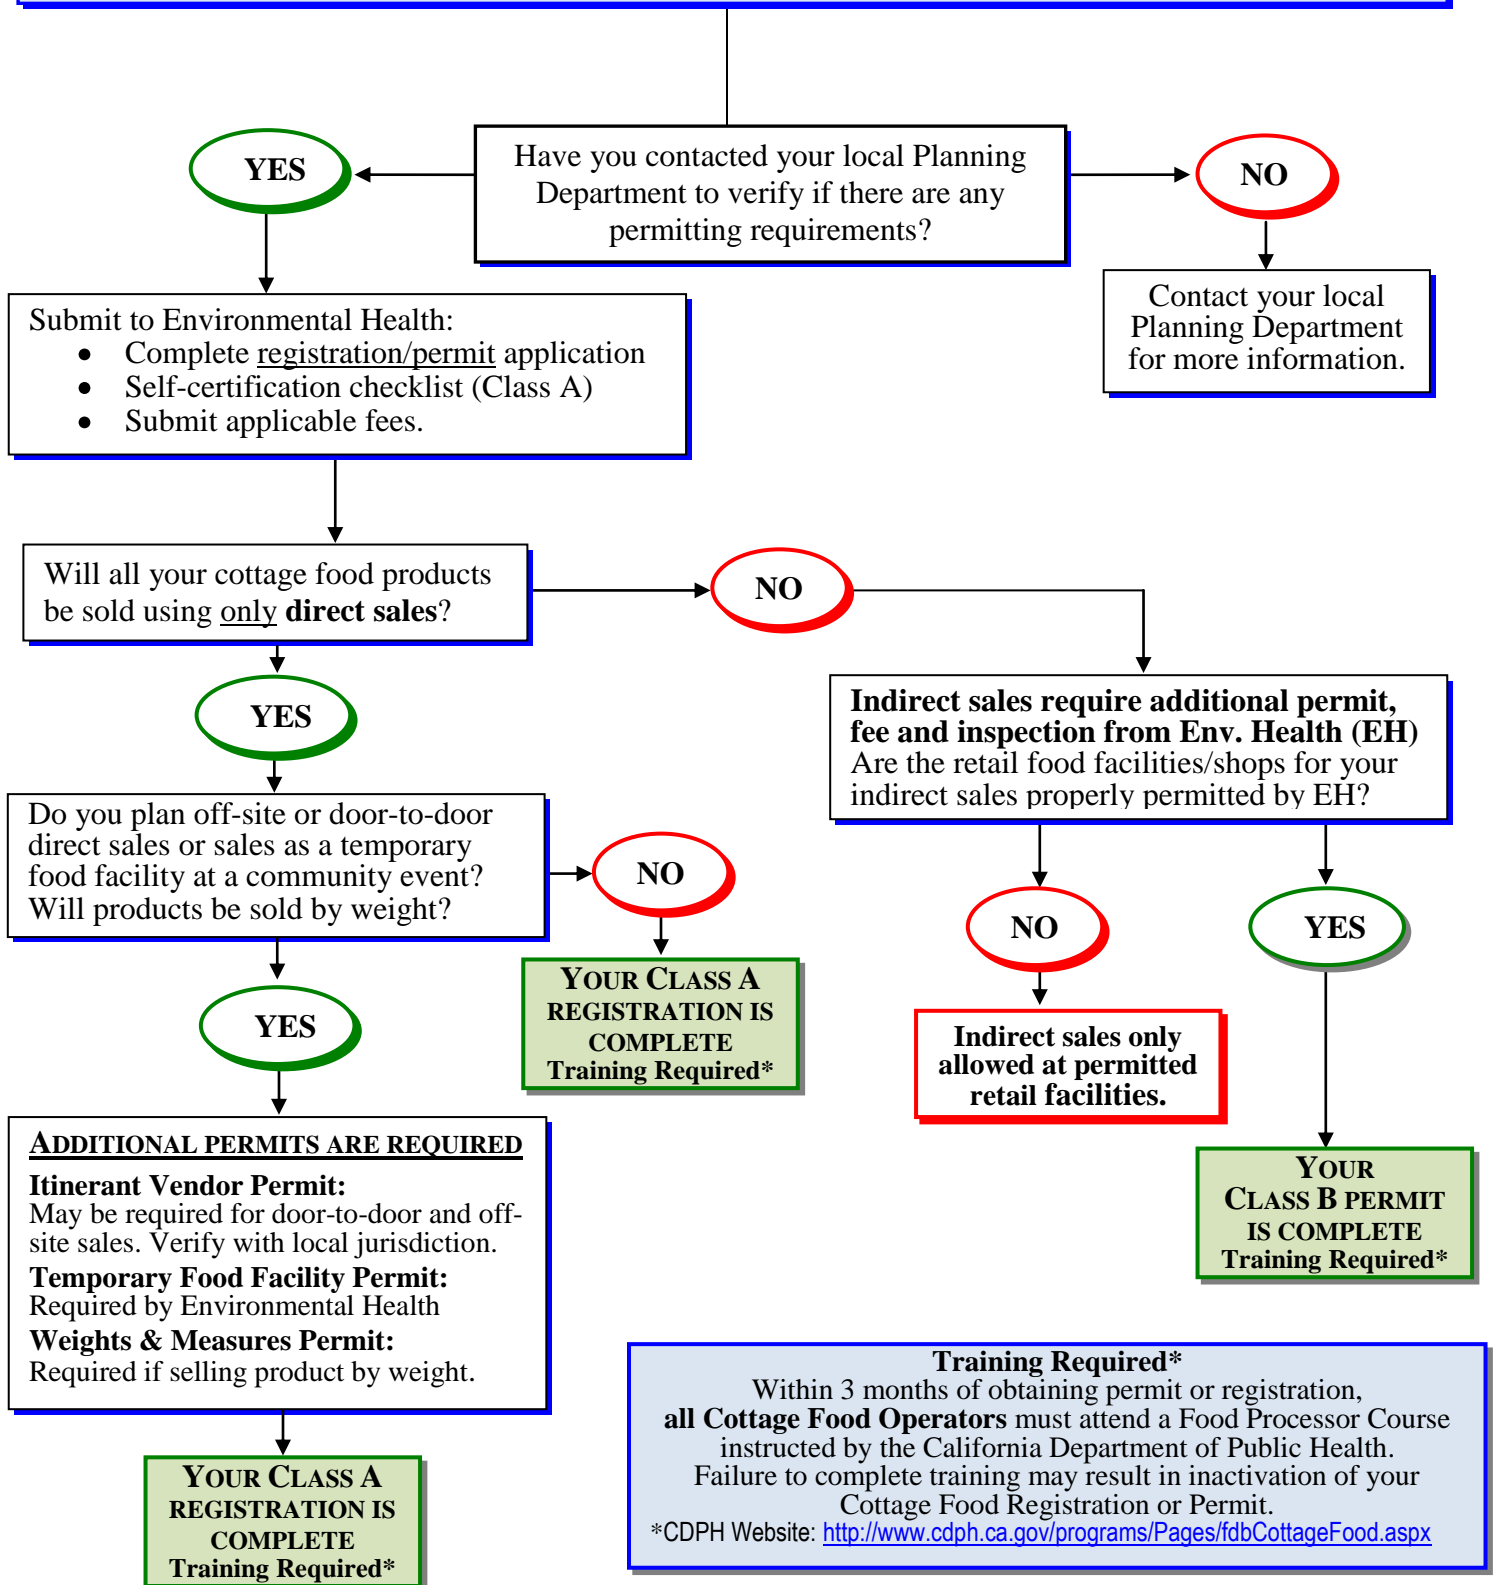 Have you contacted your local Planning
Department to verify if there are any
permitting requirements?
YES
NO
Contact your local
Planning Department
for more information.
Submit to Environmental Health:
• Complete registration/permit application
• Self-certification checklist (Class A)
• Submit applicable fees.
Will all your cottage food products
be sold using only direct sales?
NO
YES
Indirect sales require additional permit,
fee and inspection from Env. Health (EH)
Are the retail food facilities/shops for your
indirect sales properly permitted by EH?
Do you plan off-site or door-to-door
direct sales or sales as a temporary
food facility at a community event?
Will products be sold by weight?
NO
YOUR CLASS A
REGISTRATION IS
COMPLETE
Training Required*
YES
NO
Indirect sales only
allowed at permitted
retail facilities.
YES
YOUR
CLASS B PERMIT
IS COMPLETE
Training Required*
ADDITIONAL PERMITS ARE REQUIRED
Itinerant Vendor Permit:
May be required for door-to-door and off-
site sales. Verify with local jurisdiction.
Temporary Food Facility Permit:
Required by Environmental Health
Weights & Measures Permit:
Required if selling product by weight.
YOUR CLASS A
REGISTRATION IS
COMPLETE
Training Required*
Training Required*
Within 3 months of obtaining permit or registration,
all Cottage Food Operators must attend a Food Processor Course
instructed by the California Department of Public Health.
Failure to complete training may result in inactivation of your
Cottage Food Registration or Permit.
*CDPH Website: http://www.cdph.ca.gov/programs/Pages/fdbCottageFood.aspx